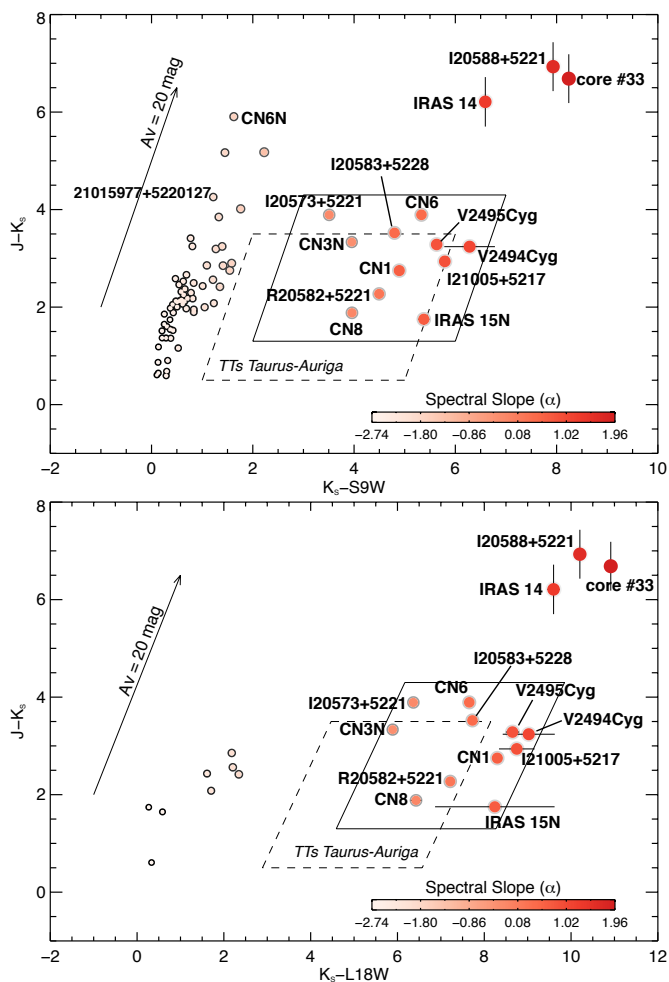 8
6
4
2
0
J−Kₛ
Av = 20 mag
CN6N
21015977+5220127
I20588+5221
core #33
IRAS 14
I20583+5228
I20573+5221
CN6
V2495Cyg
CN3N
V2494Cyg
CN1
I21005+5217
R20582+5221
CN8
IRAS 15N
TTs Taurus-Auriga
Spectral Slope (α)
−2.74 −1.80 −0.86 0.08 1.02 1.96
−2 0 2 4 6 8 10
Kₛ−S9W
8
6
4
2
0
J−Kₛ
Av = 20 mag
I20588+5221
core #33
IRAS 14
I20583+5228
I20573+5221
CN6
V2495Cyg
CN3N
V2494Cyg
CN1
I21005+5217
R20582+5221
CN8
IRAS 15N
TTs Taurus-Auriga
Spectral Slope (α)
−2.74 −1.80 −0.86 0.08 1.02 1.96
−2 0 2 4 6 8 10 12
Kₛ−L18W